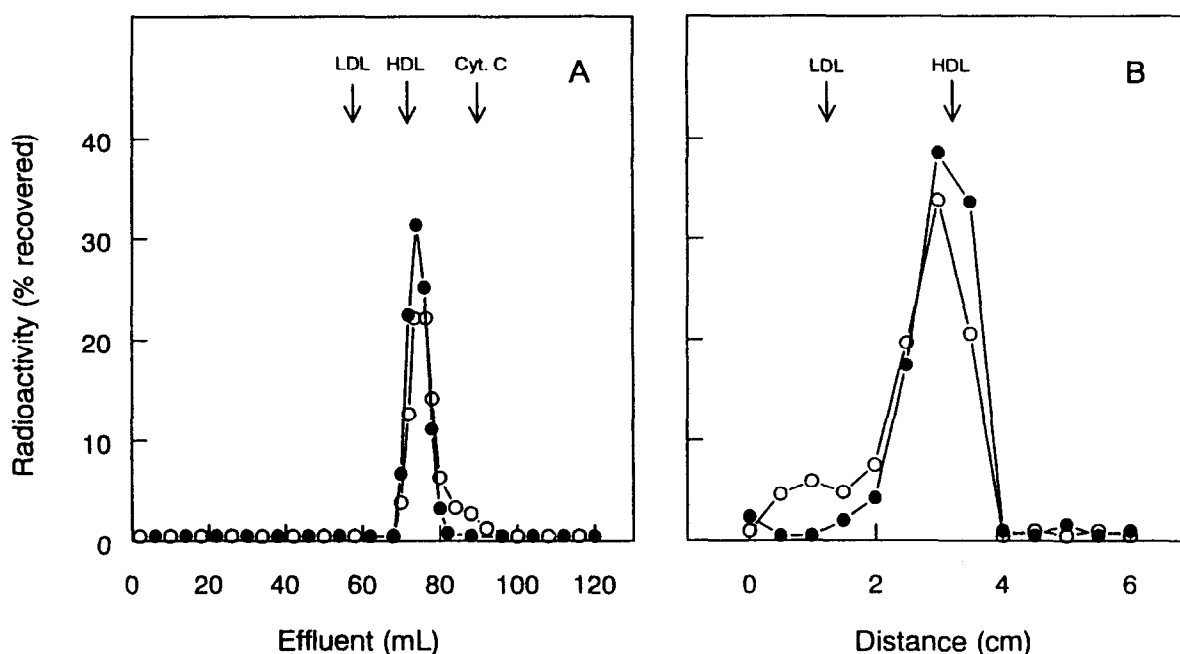 LDL HDL Cyt. C A
LDL HDL B
Radioactivity (% recovered)
40
30
20
10
0
0 20 40 60 80 100 120
0 2 4 6
Effluent (mL)
Distance (cm)